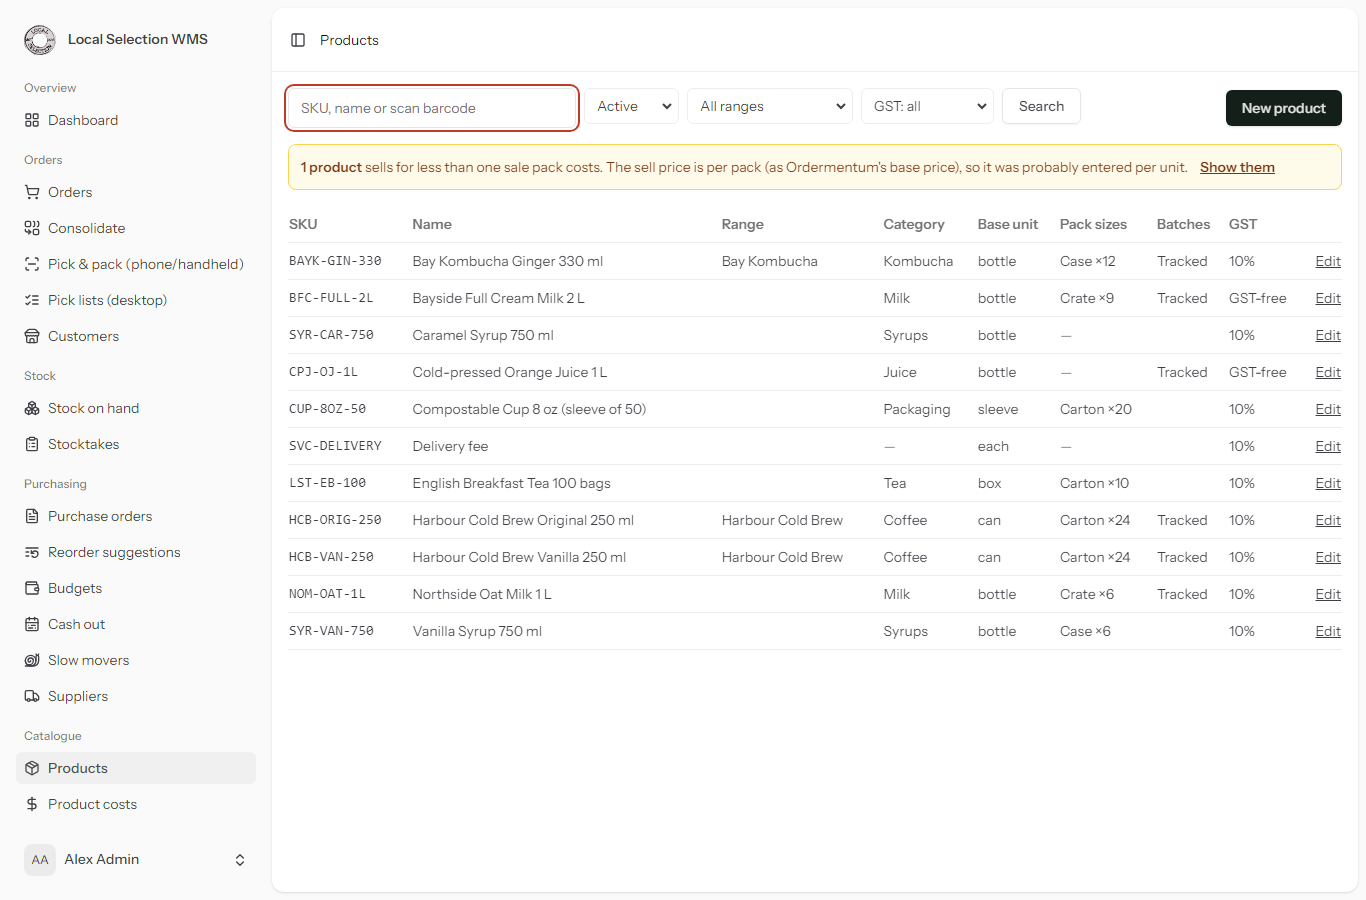 Local Selection WMS
Overview
Dashboard
Orders
Orders
Consolidate
Pick & pack (phone/handheld)
Pick lists (desktop)
Customers
Stock
Stock on hand
Stocktakes
Purchasing
Purchase orders
Reorder suggestions
Budgets
Cash out
Slow movers
Suppliers
Catalogue
Products
Product costs
AA Alex Admin
Products
SKU, name or scan barcode Active All ranges GST: all Search New product
1 product sells for less than one sale pack costs. The sell price is per pack (as Ordermentum's base price), so it was probably entered per unit. Show them
SKU Name Range Category Base unit Pack sizes Batches GST
BAYK-GIN-330 Bay Kombucha Ginger 330 ml Bay Kombucha Kombucha bottle Case ×12 Tracked 10% Edit
BFC-FULL-2L Bayside Full Cream Milk 2 L Milk bottle Crate ×9 Tracked GST-free Edit
SYR-CAR-750 Caramel Syrup 750 ml Syrups bottle — 10% Edit
CPJ-OJ-1L Cold-pressed Orange Juice 1 L Juice bottle — Tracked GST-free Edit
CUP-8OZ-50 Compostable Cup 8 oz (sleeve of 50) Packaging sleeve Carton ×20 10% Edit
SVC-DELIVERY Delivery fee — each — 10% Edit
LST-EB-100 English Breakfast Tea 100 bags Tea box Carton ×10 10% Edit
HCB-ORIG-250 Harbour Cold Brew Original 250 ml Harbour Cold Brew Coffee can Carton ×24 Tracked 10% Edit
HCB-VAN-250 Harbour Cold Brew Vanilla 250 ml Harbour Cold Brew Coffee can Carton ×24 Tracked 10% Edit
NOM-OAT-1L Northside Oat Milk 1 L Milk bottle Crate ×6 Tracked 10% Edit
SYR-VAN-750 Vanilla Syrup 750 ml Syrups bottle Case ×6 10% Edit